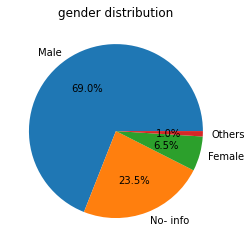 gender distribution
Male
69.0%
1.0%
Others
6.5%
Female
23.5%
No- info